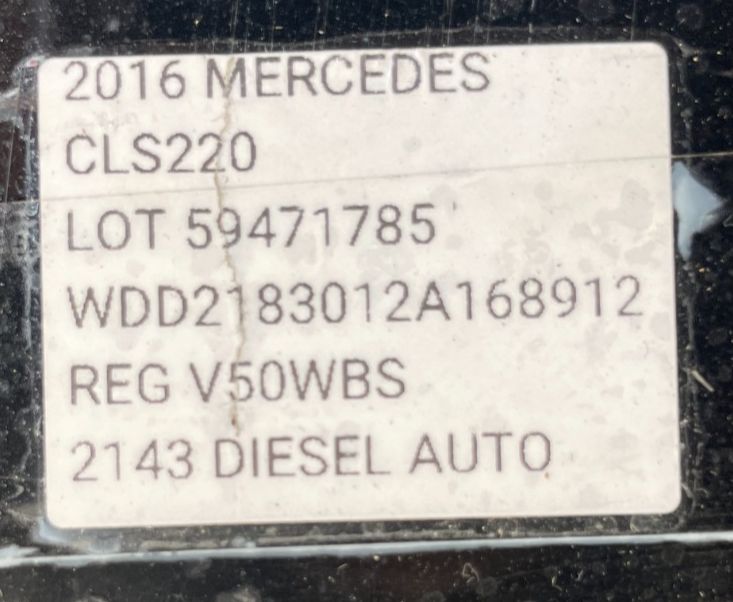 2016 MERCEDES
CLS220
LOT 59471785
WDD2183012A168912
REG V50WBS
2143 DIESEL AUTO